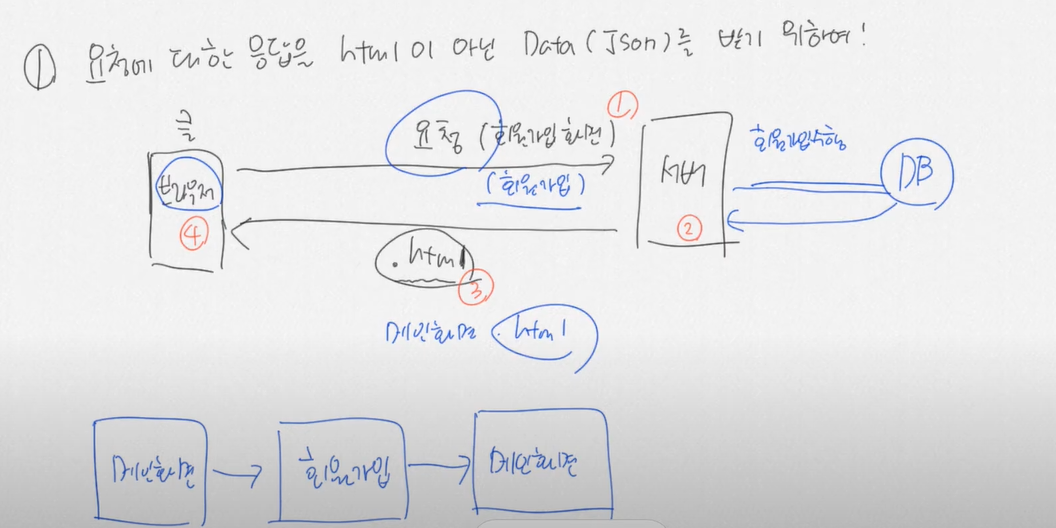 ① 요청에 대한 응답을 html이 아닌 Data (Json)를 받기 위하여!
①
요청 (회원가입 화면)
회원가입수행
브라우저
(회원가입)
서버
DB
④
②
.html
③
메인화면 .html
메인화면
회원가입
메인화면